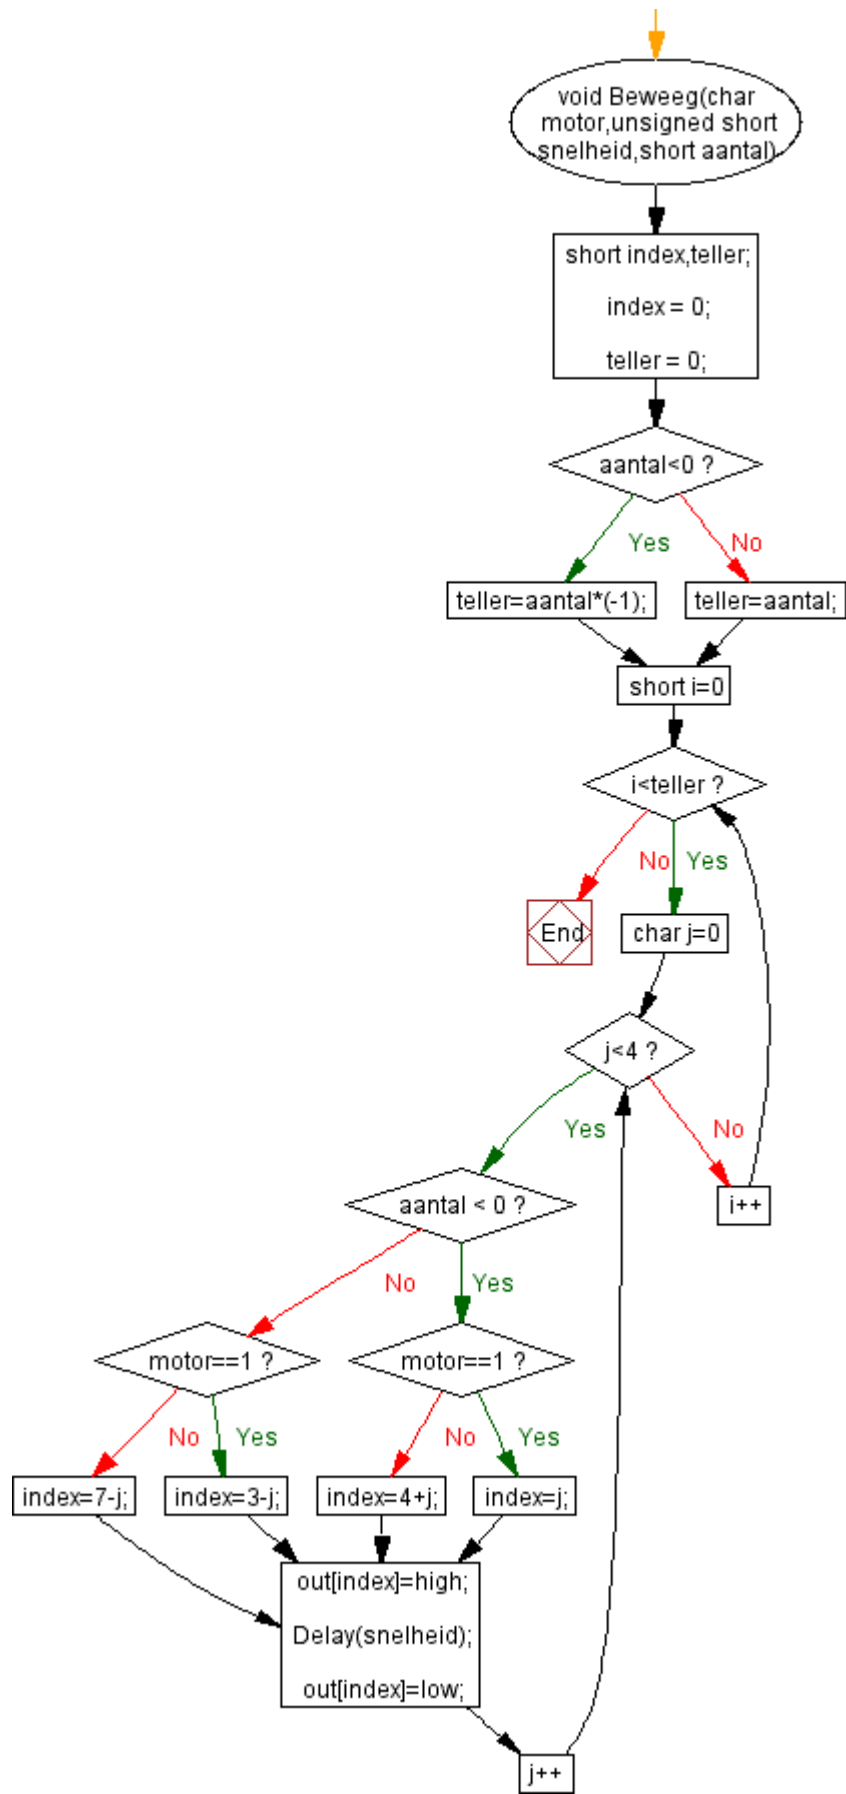 void Beweeg(char
motor,unsigned short
snelheid,short aantal)
short index,teller;
index = 0;
teller = 0;
aantal<0 ?
Yes
No
teller=aantal*(-1);
teller=aantal;
short i=0
i<teller ?
No
Yes
End
char j=0
j<4 ?
Yes
No
i++
aantal < 0 ?
No
Yes
motor==1 ?
motor==1 ?
No
Yes
No
Yes
index=7-j;
index=3-j;
index=4+j;
index=j;
out[index]=high;
Delay(snelheid);
out[index]=low;
j++